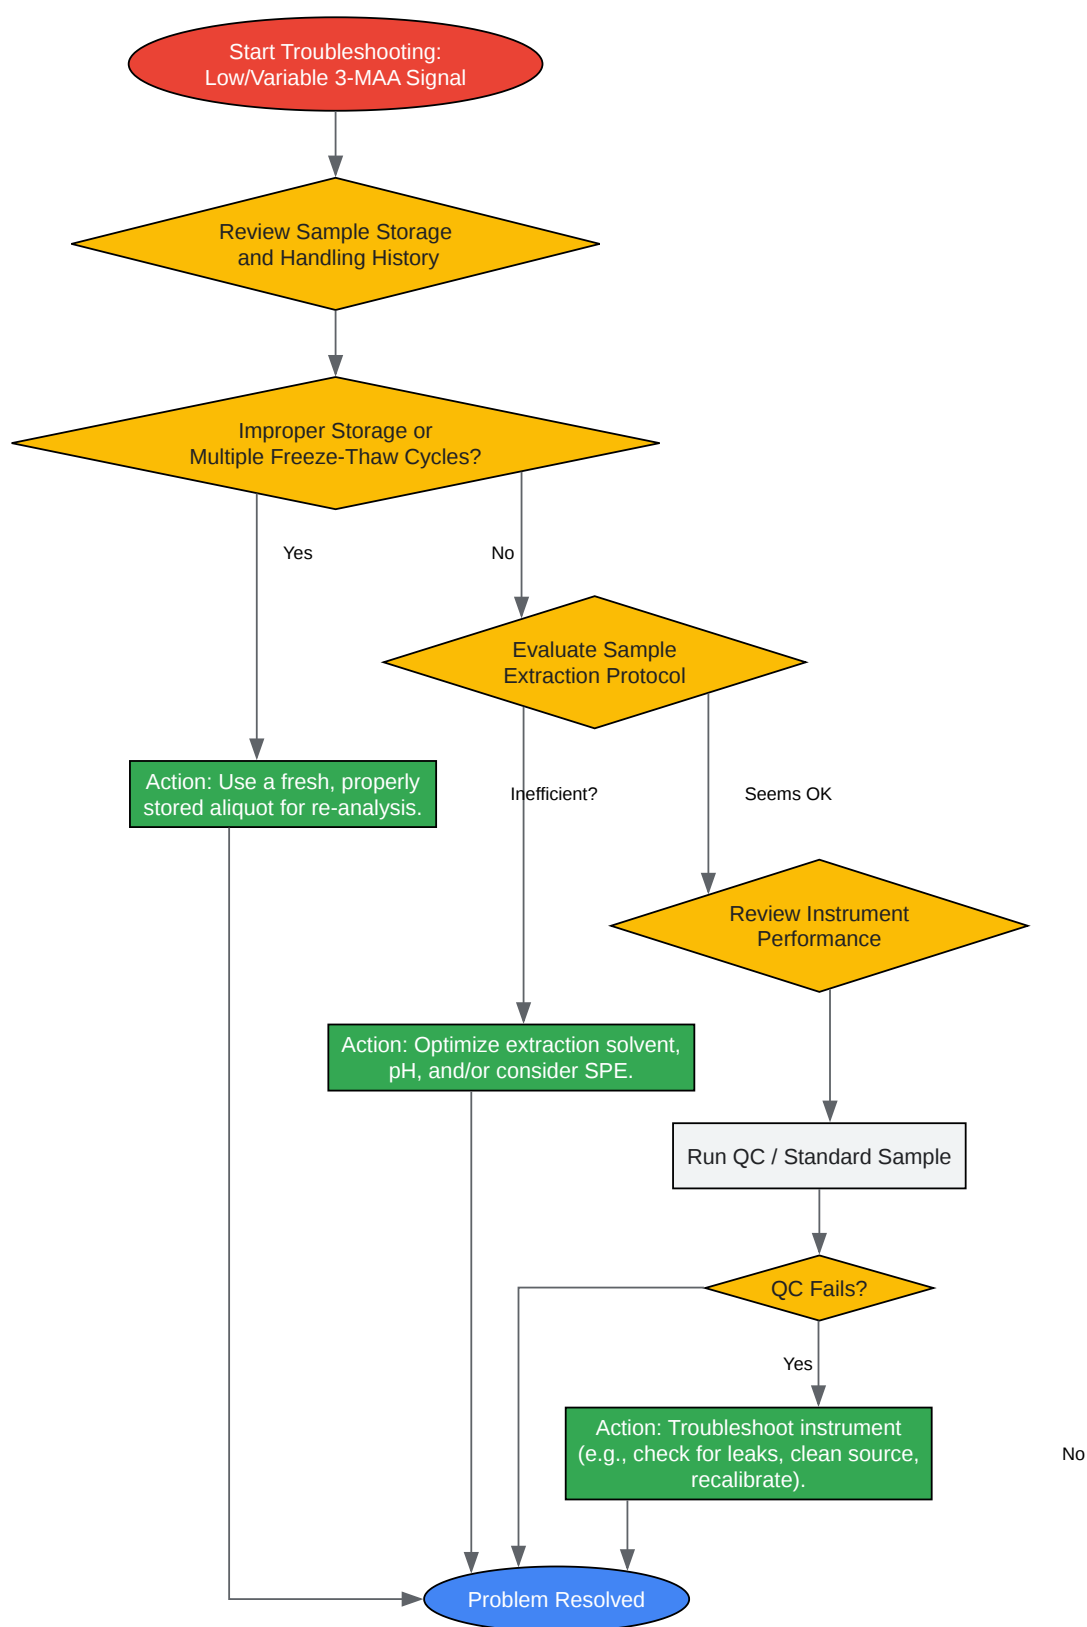 Start Troubleshooting:
Low/Variable 3-MAA Signal
Review Sample Storage
and Handling History
Improper Storage or
Multiple Freeze-Thaw Cycles?
Yes
No
Evaluate Sample
Extraction Protocol
Action: Use a fresh, properly
stored aliquot for re-analysis.
Inefficient?
Seems OK
Review Instrument
Performance
Action: Optimize extraction solvent,
pH, and/or consider SPE.
Run QC / Standard Sample
QC Fails?
Yes
Action: Troubleshoot instrument
(e.g., check for leaks, clean source,
recalibrate).
No
Problem Resolved